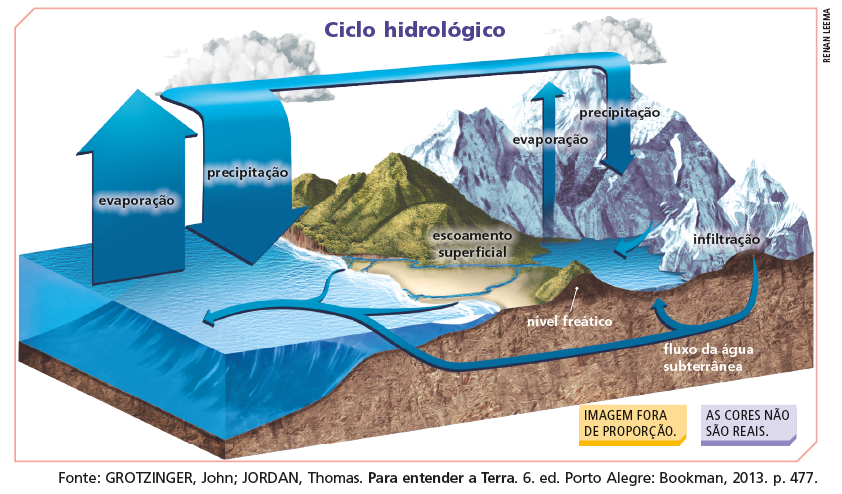 Ciclo hidrológico
RENAN LEEMA
precipitação
evaporação
precipitação
evaporação
escoamento
superficial
infiltração
nível freático
fluxo da água
subterrânea
IMAGEM FORA
DE PROPORÇÃO.
AS CORES NÃO
SÃO REAIS.
Fonte: GROTZINGER, John; JORDAN, Thomas. Para entender a Terra. 6. ed. Porto Alegre: Bookman, 2013. p. 477.